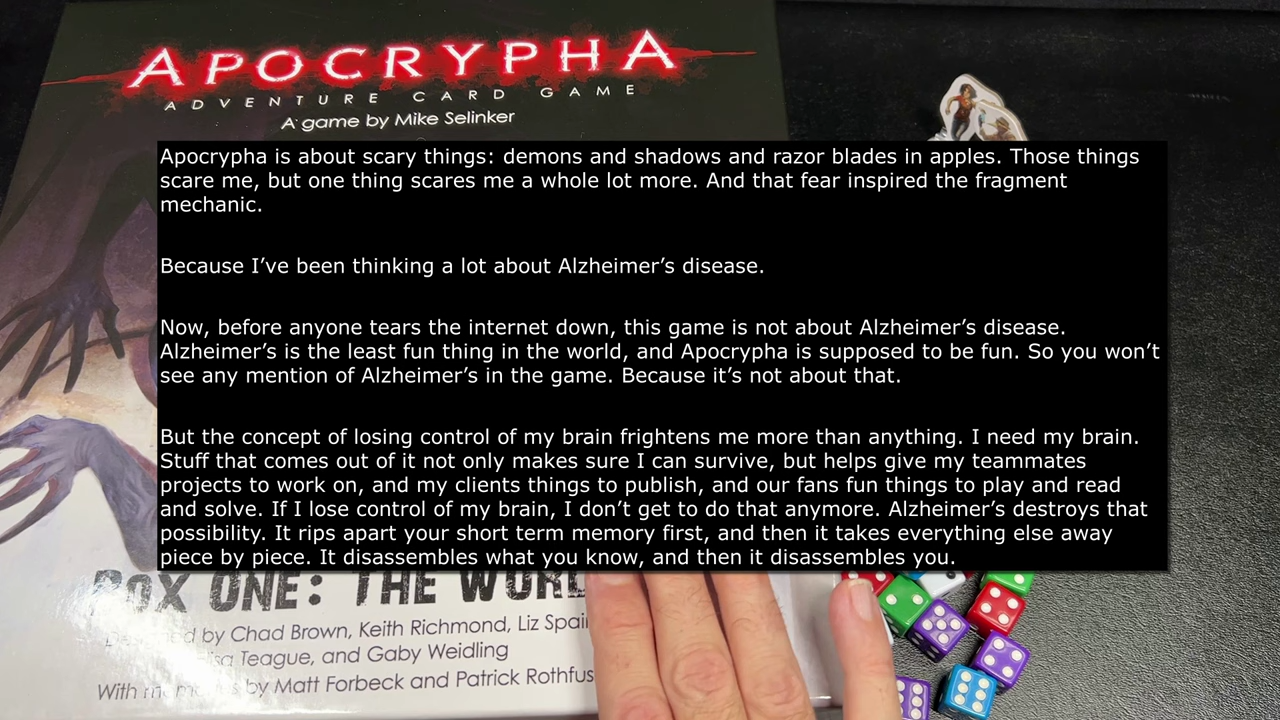 APOCRYPHA
ADVENTURE CARD GAME
A game by Mike Selinker
Apocrypha is about scary things: demons and shadows and razor blades in apples. Those things
scare me, but one thing scares me a whole lot more. And that fear inspired the fragment
mechanic.
Because I’ve been thinking a lot about Alzheimer’s disease.
Now, before anyone tears the internet down, this game is not about Alzheimer’s disease.
Alzheimer’s is the least fun thing in the world, and Apocrypha is supposed to be fun. So you won’t
see any mention of Alzheimer’s in the game. Because it’s not about that.
But the concept of losing control of my brain frightens me more than anything. I need my brain.
Stuff that comes out of it not only makes sure I can survive, but helps give my teammates
projects to work on, and my clients things to publish, and our fans fun things to play and read
and solve. If I lose control of my brain, I don’t get to do that anymore. Alzheimer’s destroys that
possibility. It rips apart your short term memory first, and then it takes everything else away
piece by piece. It disassembles what you know, and then it disassembles you.
BOX ONE: THE WORL
by Chad Brown, Keith Richmond, Liz Spai
Teague, and Gaby Weidling
With by Matt Forbeck and Patrick Rothfus